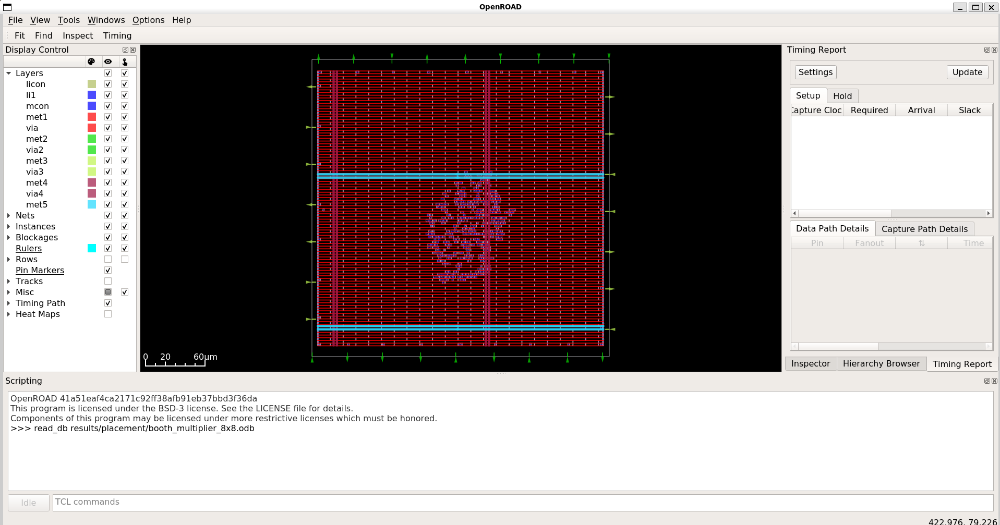 OpenROAD
File View Tools Windows Options Help
Fit Find Inspect Timing
Display Control
Layers
licon
li1
mcon
met1
via
met2
via2
met3
via3
met4
via4
met5
Nets
Instances
Blockages
Rulers
Rows
Pin Markers
Tracks
Misc
Timing Path
Heat Maps
0 20 60μm
Timing Report
Settings Update
Setup Hold
Capture Cloc Required Arrival Slack
Data Path Details Capture Path Details
Pin Fanout ⇅ Time
Inspector Hierarchy Browser Timing Report
Scripting
OpenROAD 41a51eaf4ca2171c92ff38afb91eb37bbd3f36da
This program is licensed under the BSD-3 license. See the LICENSE file for details.
Components of this program may be licensed under more restrictive licenses which must be honored.
>>> read_db results/placement/booth_multiplier_8x8.odb
Idle TCL commands
422.976, 79.226